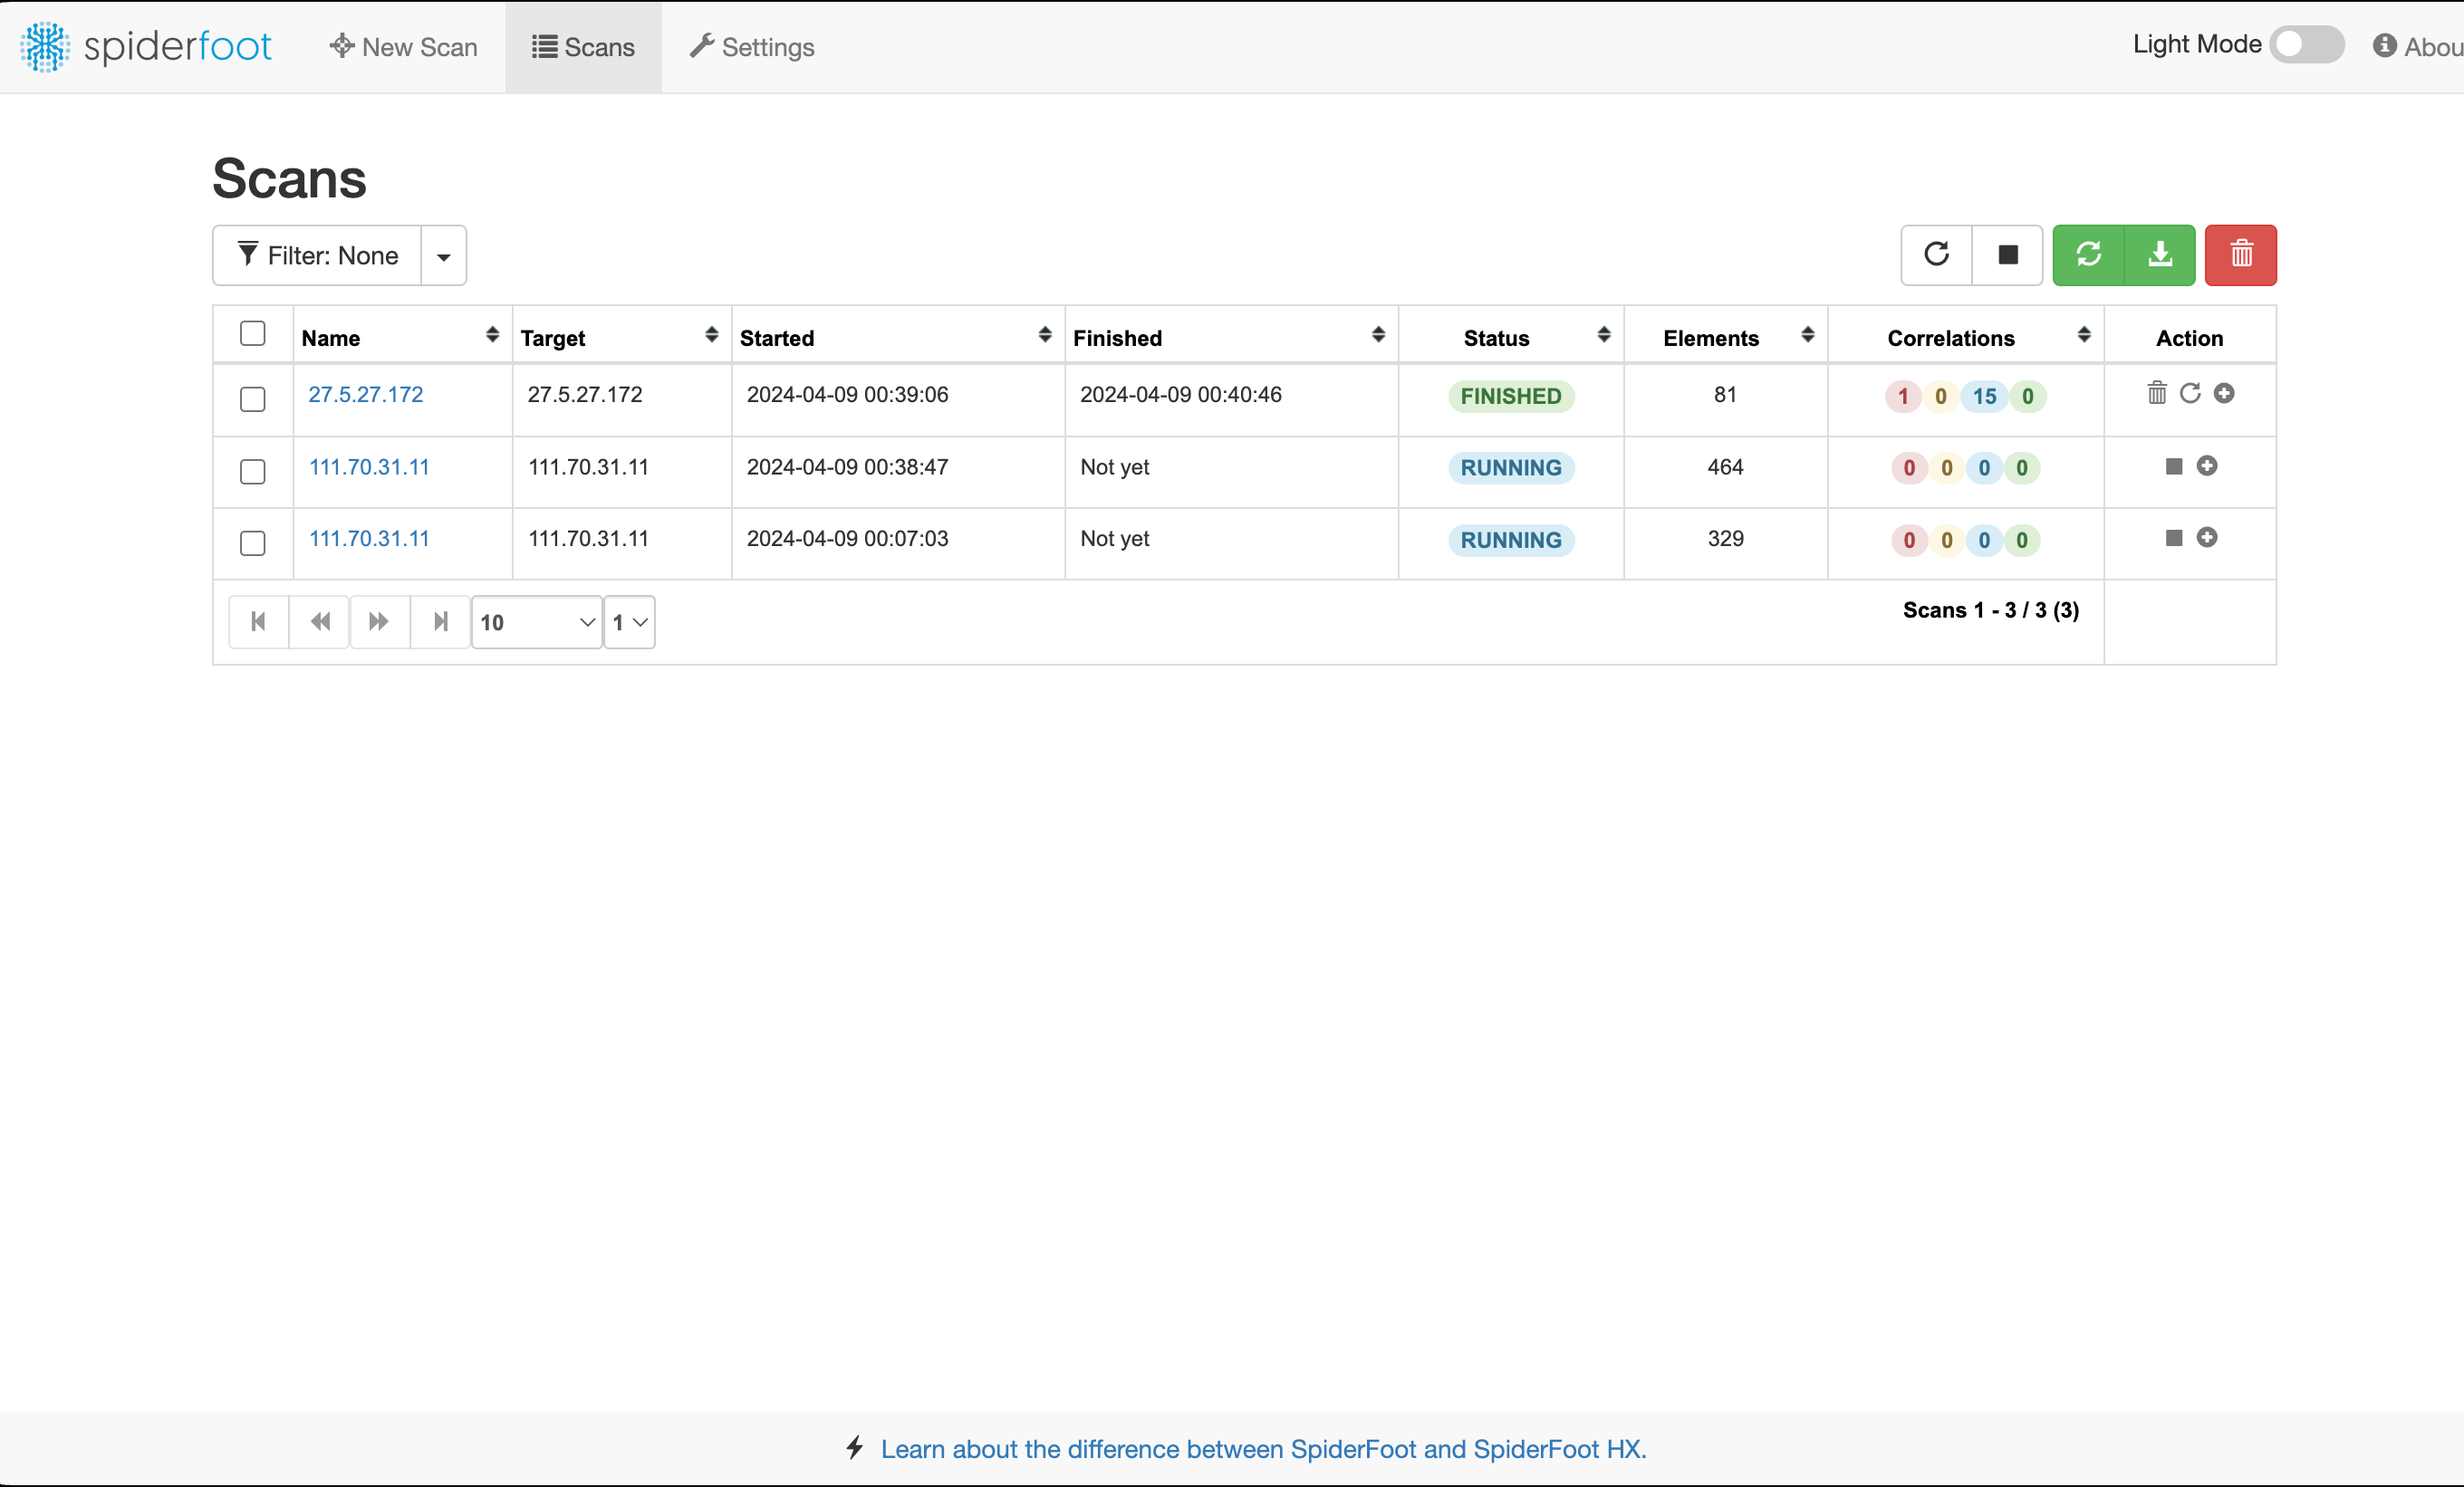 spiderfoot New Scan Scans Settings Light Mode Abou
Scans
Filter: None
Name Target Started Finished Status Elements Correlations Action
27.5.27.172 27.5.27.172 2024-04-09 00:39:06 2024-04-09 00:40:46 FINISHED 81 1 0 15 0
111.70.31.11 111.70.31.11 2024-04-09 00:38:47 Not yet RUNNING 464 0 0 0 0
111.70.31.11 111.70.31.11 2024-04-09 00:07:03 Not yet RUNNING 329 0 0 0 0
10 1 Scans 1 - 3 / 3 (3)
Learn about the difference between SpiderFoot and SpiderFoot HX.